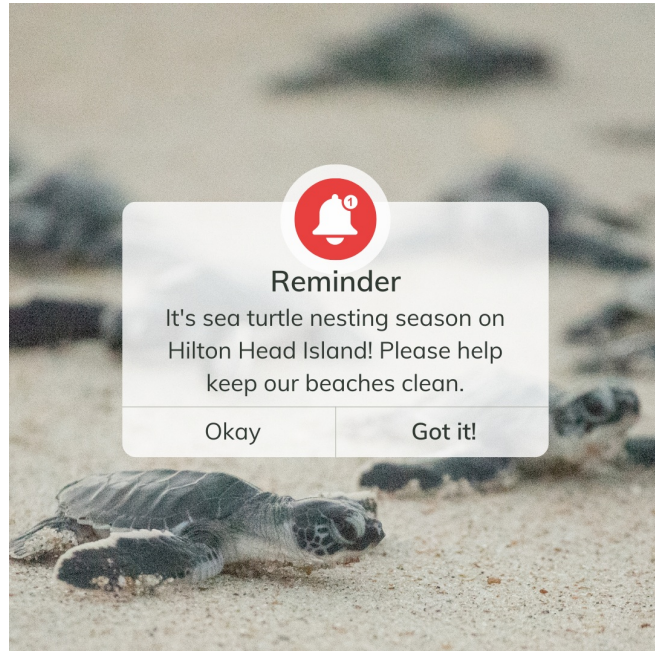 1
Reminder
It's sea turtle nesting season on
Hilton Head Island! Please help
keep our beaches clean.
Okay
Got it!